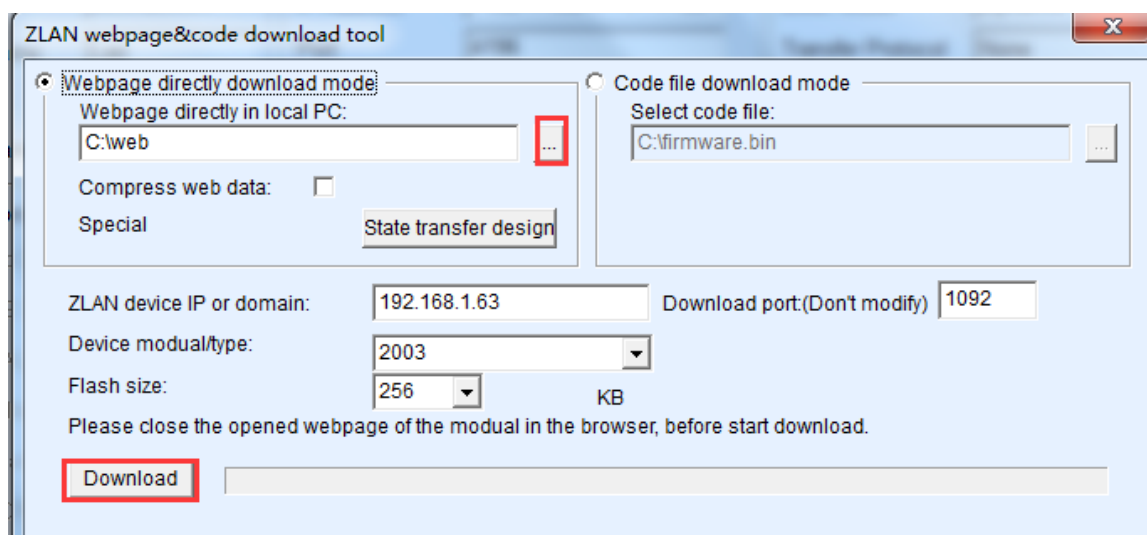 ZLAN webpage&code download tool
Webpage directly download mode
Webpage directly in local PC:
C:\web
...
Compress web data:
Special
State transfer design
Code file download mode
Select code file:
C:\firmware.bin
...
ZLAN device IP or domain:
192.168.1.63
Download port:(Don't modify)
1092
Device modual/type:
2003
Flash size:
256
KB
Please close the opened webpage of the modual in the browser, before start download.
Download